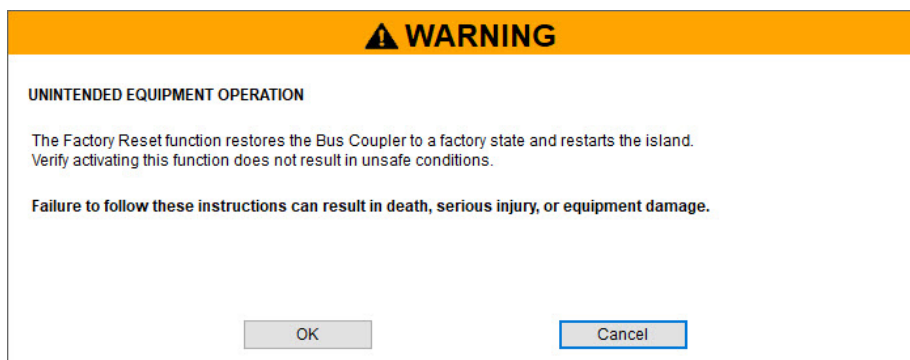 ⚠ WARNING
UNINTENDED EQUIPMENT OPERATION
The Factory Reset function restores the Bus Coupler to a factory state and restarts the island.
Verify activating this function does not result in unsafe conditions.
Failure to follow these instructions can result in death, serious injury, or equipment damage.
OK
Cancel